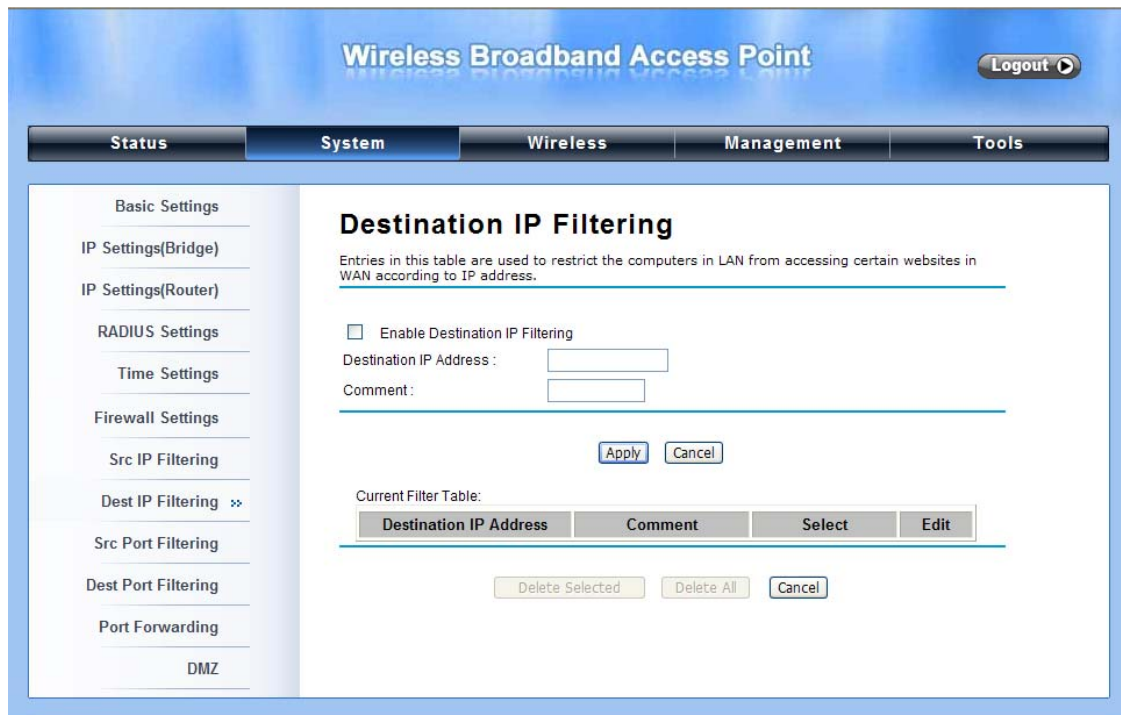 Wireless Broadband Access Point
Logout
Status System Wireless Management Tools
Basic Settings
IP Settings(Bridge)
IP Settings(Router)
RADIUS Settings
Time Settings
Firewall Settings
Src IP Filtering
Dest IP Filtering
Src Port Filtering
Dest Port Filtering
Port Forwarding
DMZ
Destination IP Filtering
Entries in this table are used to restrict the computers in LAN from accessing certain websites in
WAN according to IP address.
Enable Destination IP Filtering
Destination IP Address :
Comment :
Apply Cancel
Current Filter Table:
Destination IP Address Comment Select Edit
Delete Selected Delete All Cancel